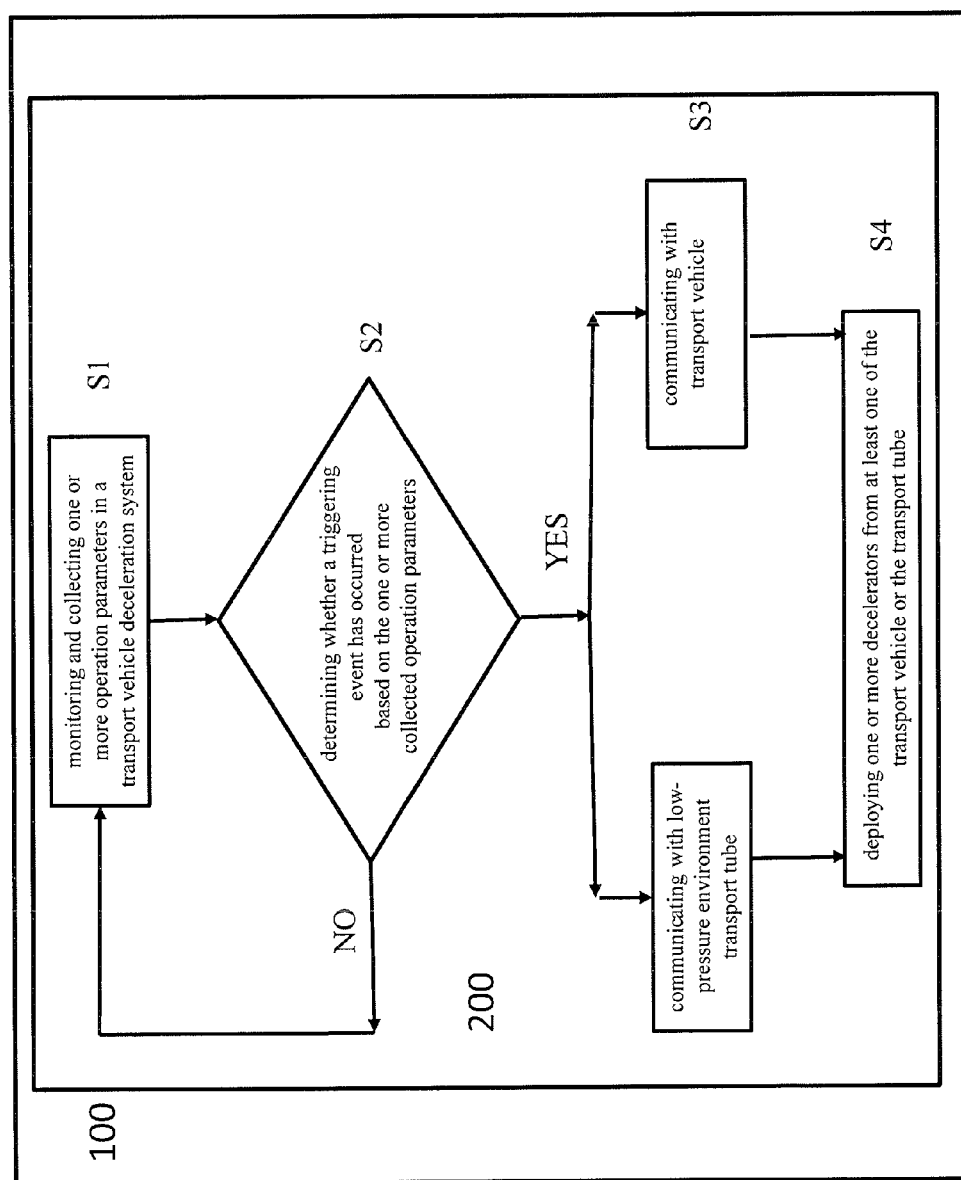 100
monitoring and collecting one or
more operation parameters in a
transport vehicle deceleration system
S1
determining whether a triggering
event has occurred
based on the one or more
collected operation parameters
S2
NO
200
YES
communicating with low-
pressure environment
transport tube
communicating with
transport vehicle
S3
deploying one or more decelerators from at least one of the
transport vehicle or the transport tube
S4